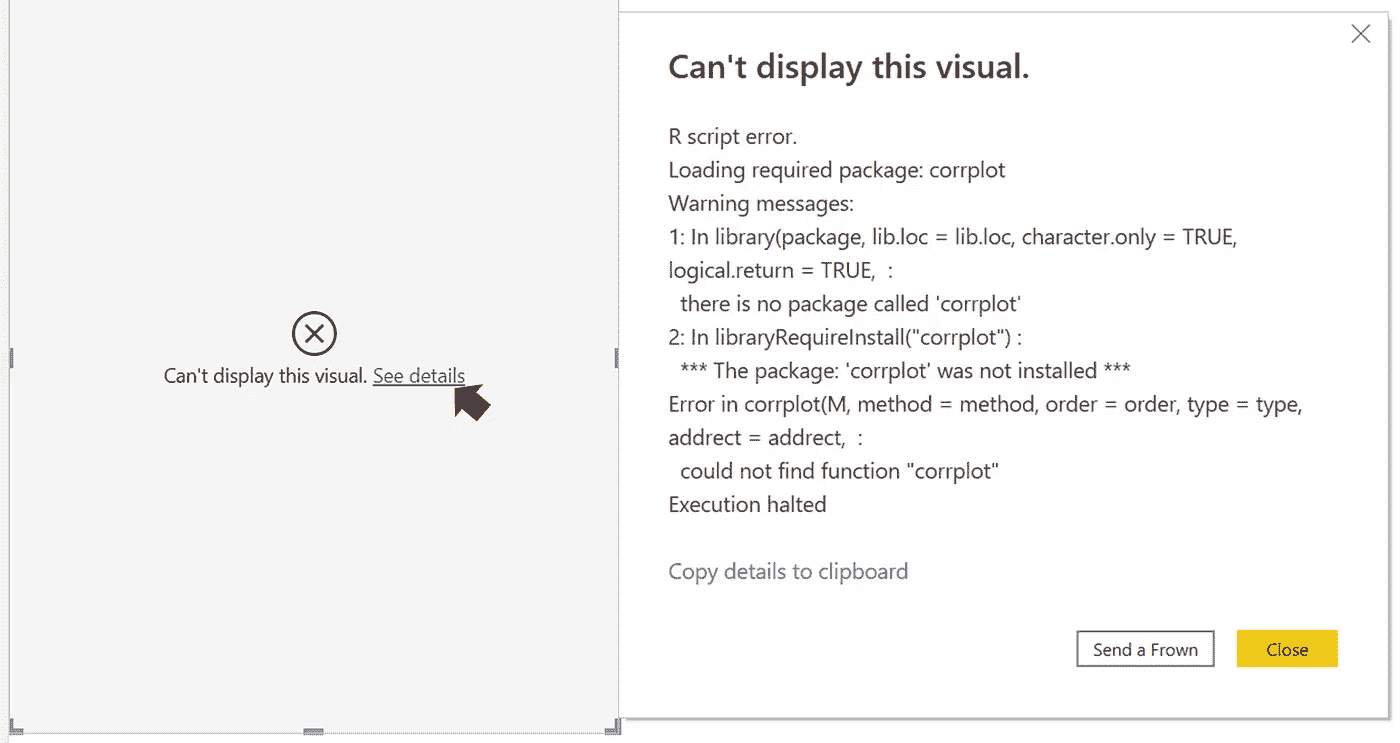 Can't display this visual. See details
Can't display this visual.
R script error.
Loading required package: corrplot
Warning messages:
1: In library(package, lib.loc = lib.loc, character.only = TRUE,
logical.return = TRUE,  :
  there is no package called 'corrplot'
2: In libraryRequireInstall("corrplot") :
  *** The package: 'corrplot' was not installed ***
Error in corrplot(M, method = method, order = order, type = type,
addrect = addrect,  :
  could not find function "corrplot"
Execution halted
Copy details to clipboard
Send a Frown
Close